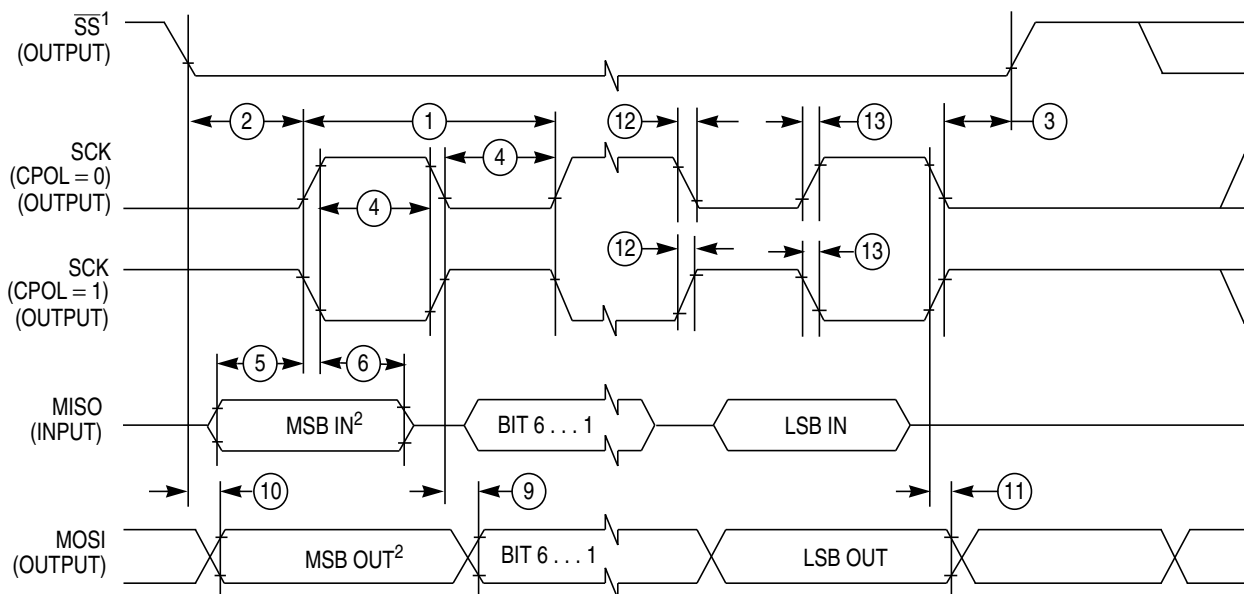 SS¹
(OUTPUT)
2
1
12
13
3
SCK
(CPOL = 0)
(OUTPUT)
4
4
12
13
SCK
(CPOL = 1)
(OUTPUT)
5
6
MISO
(INPUT)
MSB IN²
BIT 6 . . . 1
LSB IN
10
9
11
MOSI
(OUTPUT)
MSB OUT²
BIT 6 . . . 1
LSB OUT